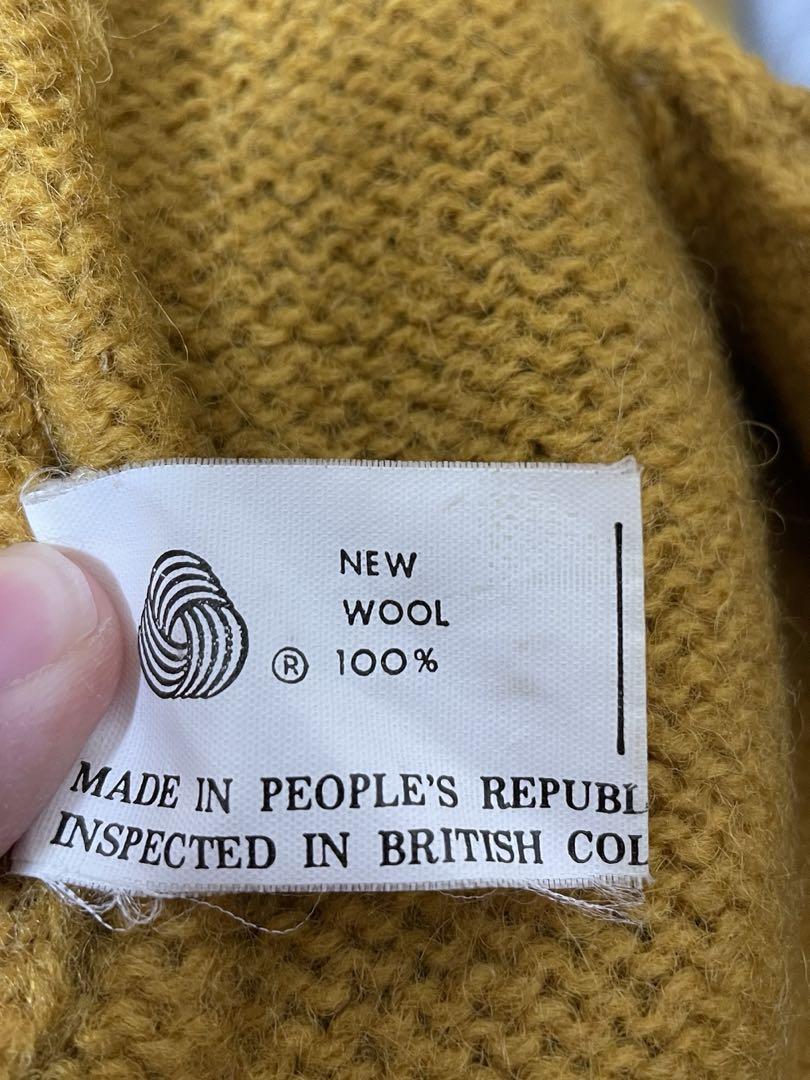 NEW
WOOL
® 100%
MADE IN PEOPLE'S REPUBL
INSPECTED IN BRITISH COL